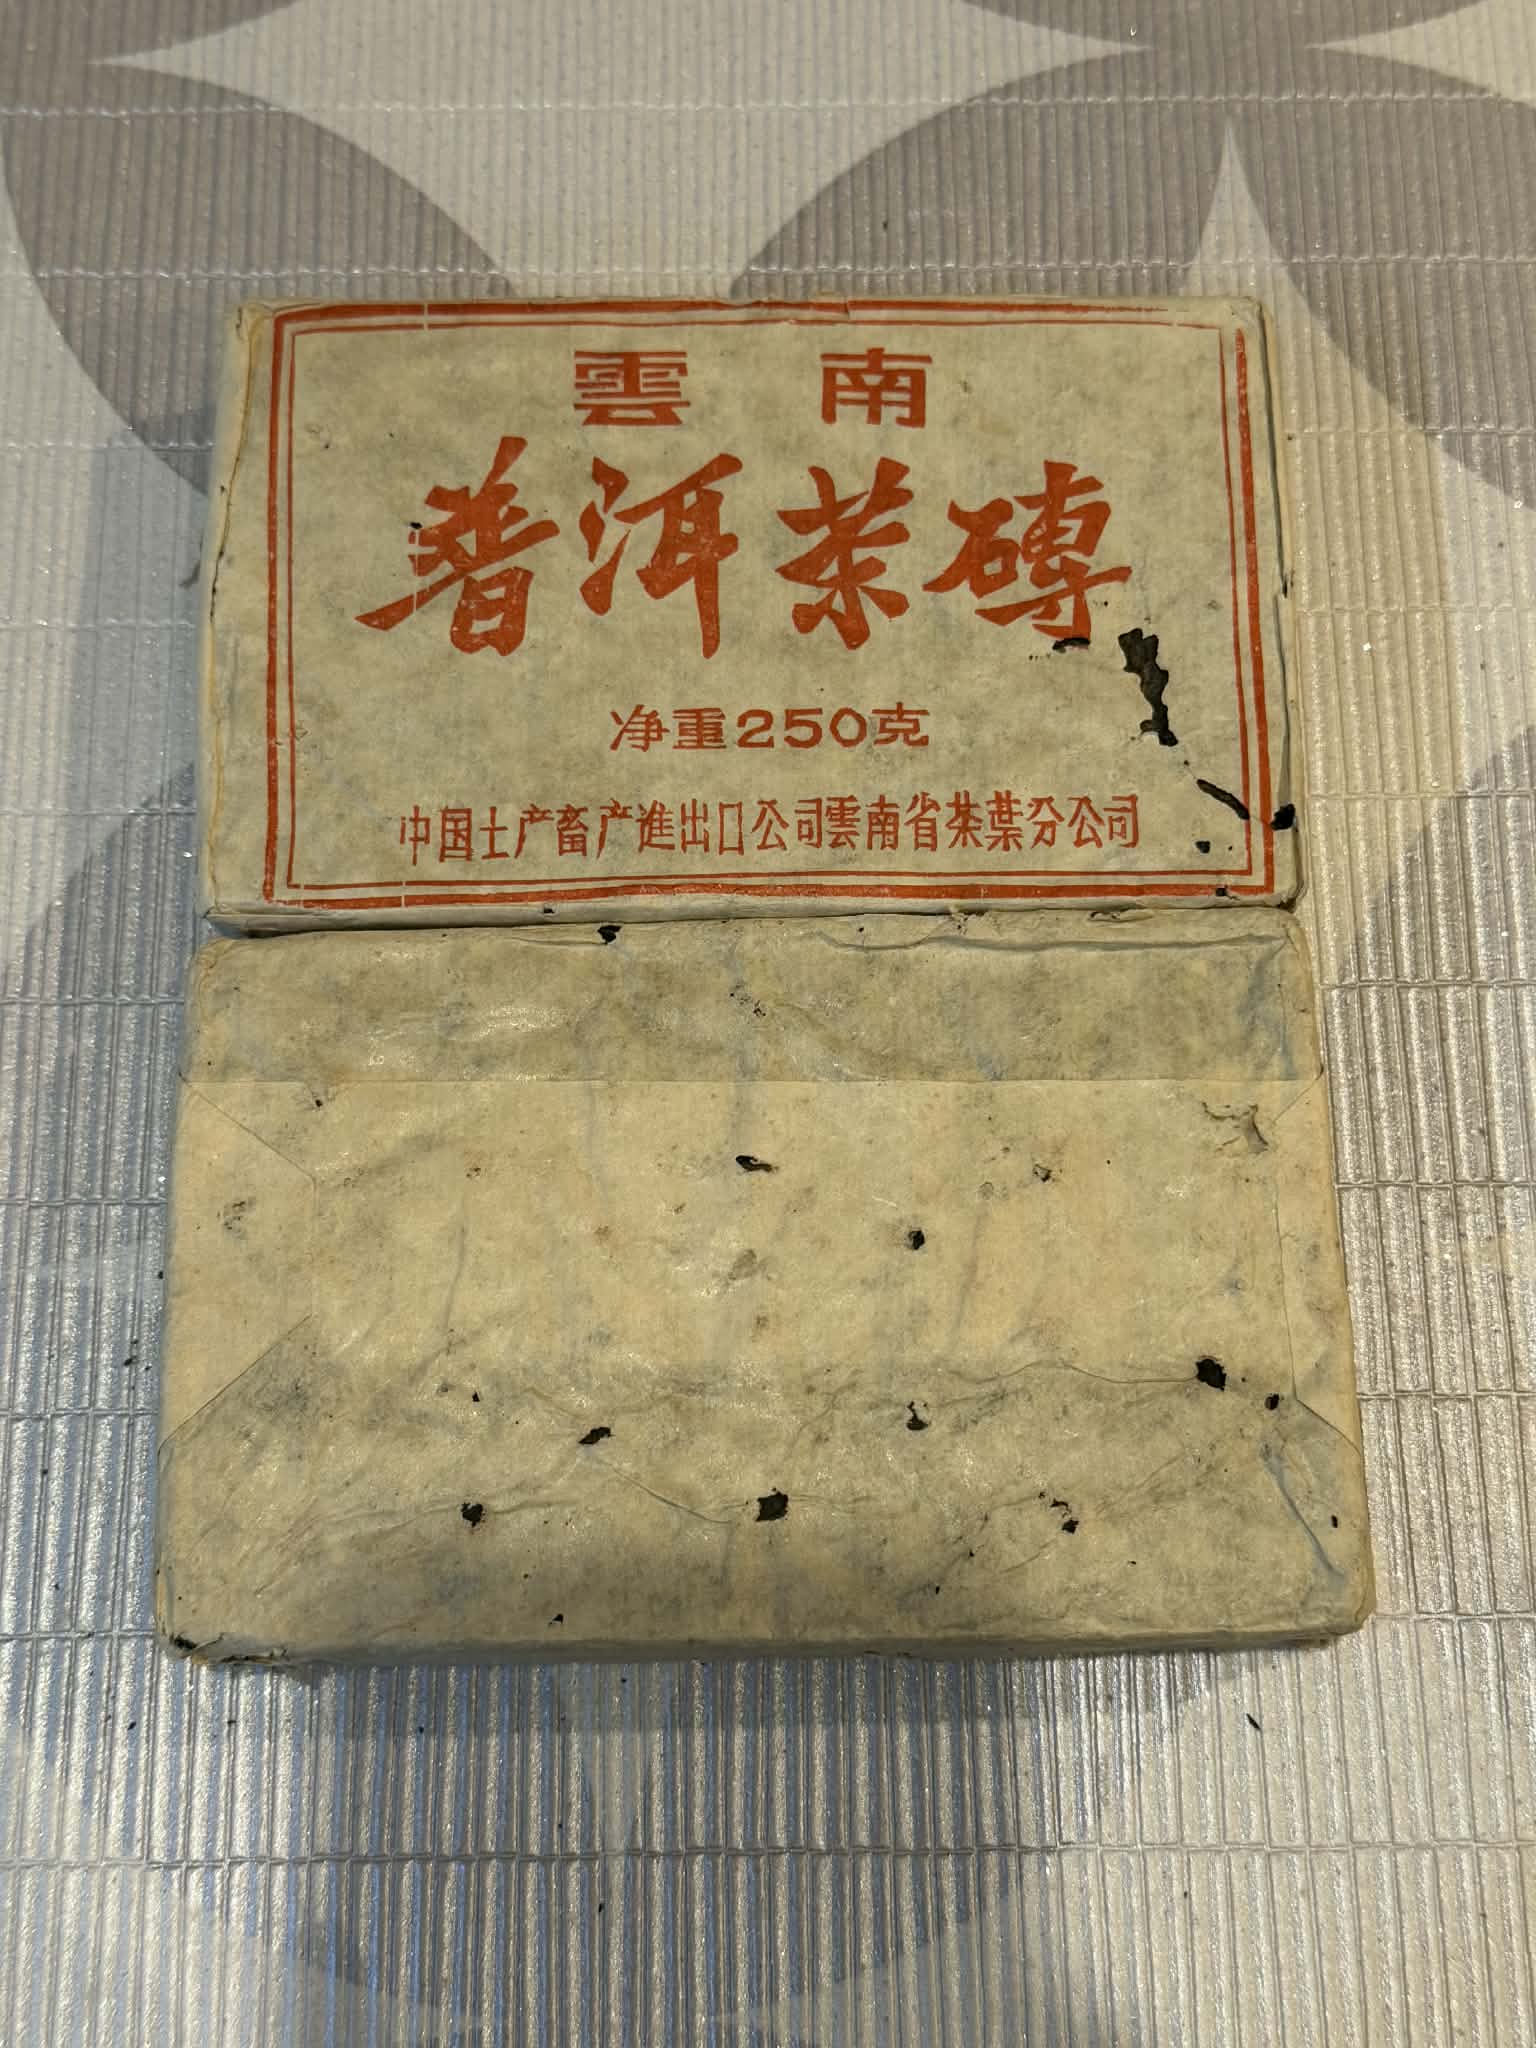 雲南
普洱茶磚
净重250克
中国土产畜产進出口公司雲南省茶葉分公司